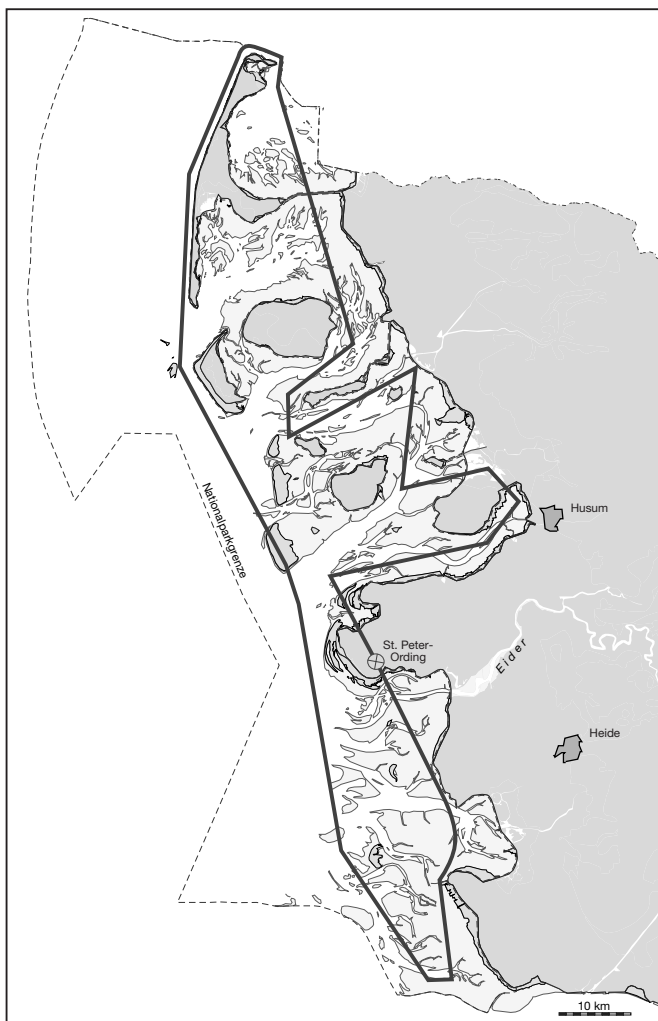 Nationalparkgrenze
Husum
St. Peter-
Ording
Eider
Heide
10 km